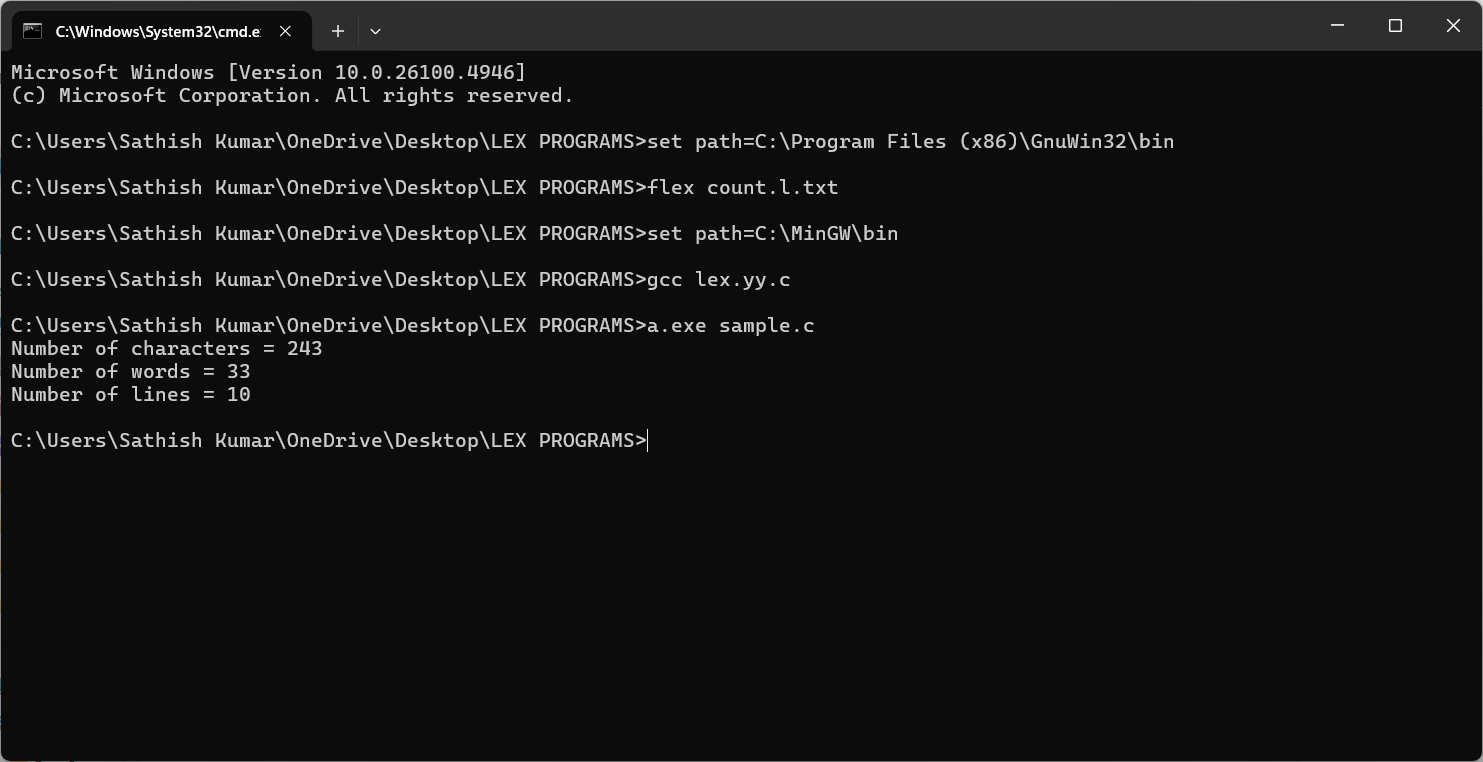 C:\Windows\System32\cmd.e
Microsoft Windows [Version 10.0.26100.4946]
(c) Microsoft Corporation. All rights reserved.
C:\Users\Sathish Kumar\OneDrive\Desktop\LEX PROGRAMS>set path=C:\Program Files (x86)\GnuWin32\bin
C:\Users\Sathish Kumar\OneDrive\Desktop\LEX PROGRAMS>flex count.l.txt
C:\Users\Sathish Kumar\OneDrive\Desktop\LEX PROGRAMS>set path=C:\MinGW\bin
C:\Users\Sathish Kumar\OneDrive\Desktop\LEX PROGRAMS>gcc lex.yy.c
C:\Users\Sathish Kumar\OneDrive\Desktop\LEX PROGRAMS>a.exe sample.c
Number of characters = 243
Number of words = 33
Number of lines = 10
C:\Users\Sathish Kumar\OneDrive\Desktop\LEX PROGRAMS>